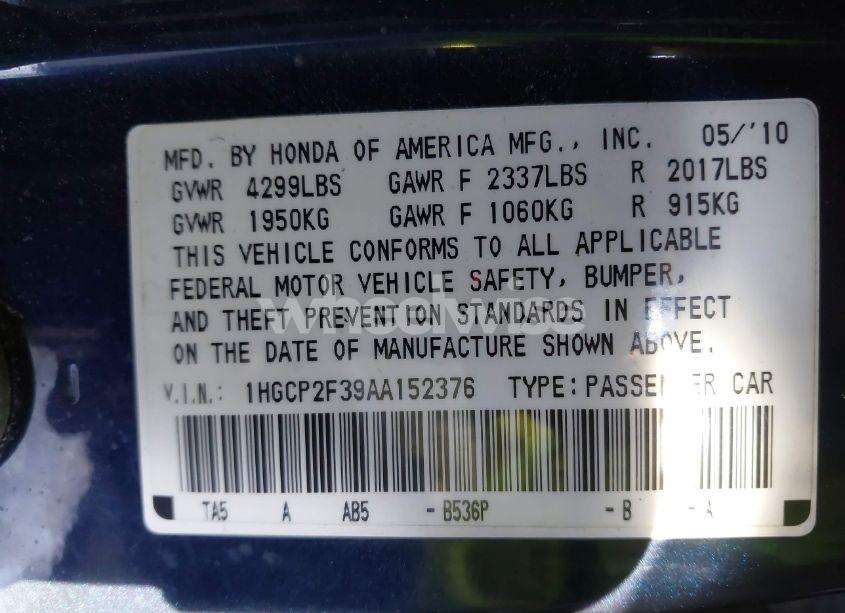 MFD. BY HONDA OF AMERICA MFG., INC. 05/'10
GVWR 4299LBS GAWR F 2337LBS R 2017LBS
GVWR 1950KG GAWR F 1060KG R 915KG
THIS VEHICLE CONFORMS TO ALL APPLICABLE
FEDERAL MOTOR VEHICLE SAFETY, BUMPER,
AND THEFT PREVENTION STANDARDS IN EFFECT
wheelwise
ON THE DATE OF MANUFACTURE SHOWN ABOVE.
V.I.N.: 1HGCP2F39AA152376 TYPE: PASSENGER CAR
TA5 A AB5 - B536P - B - A